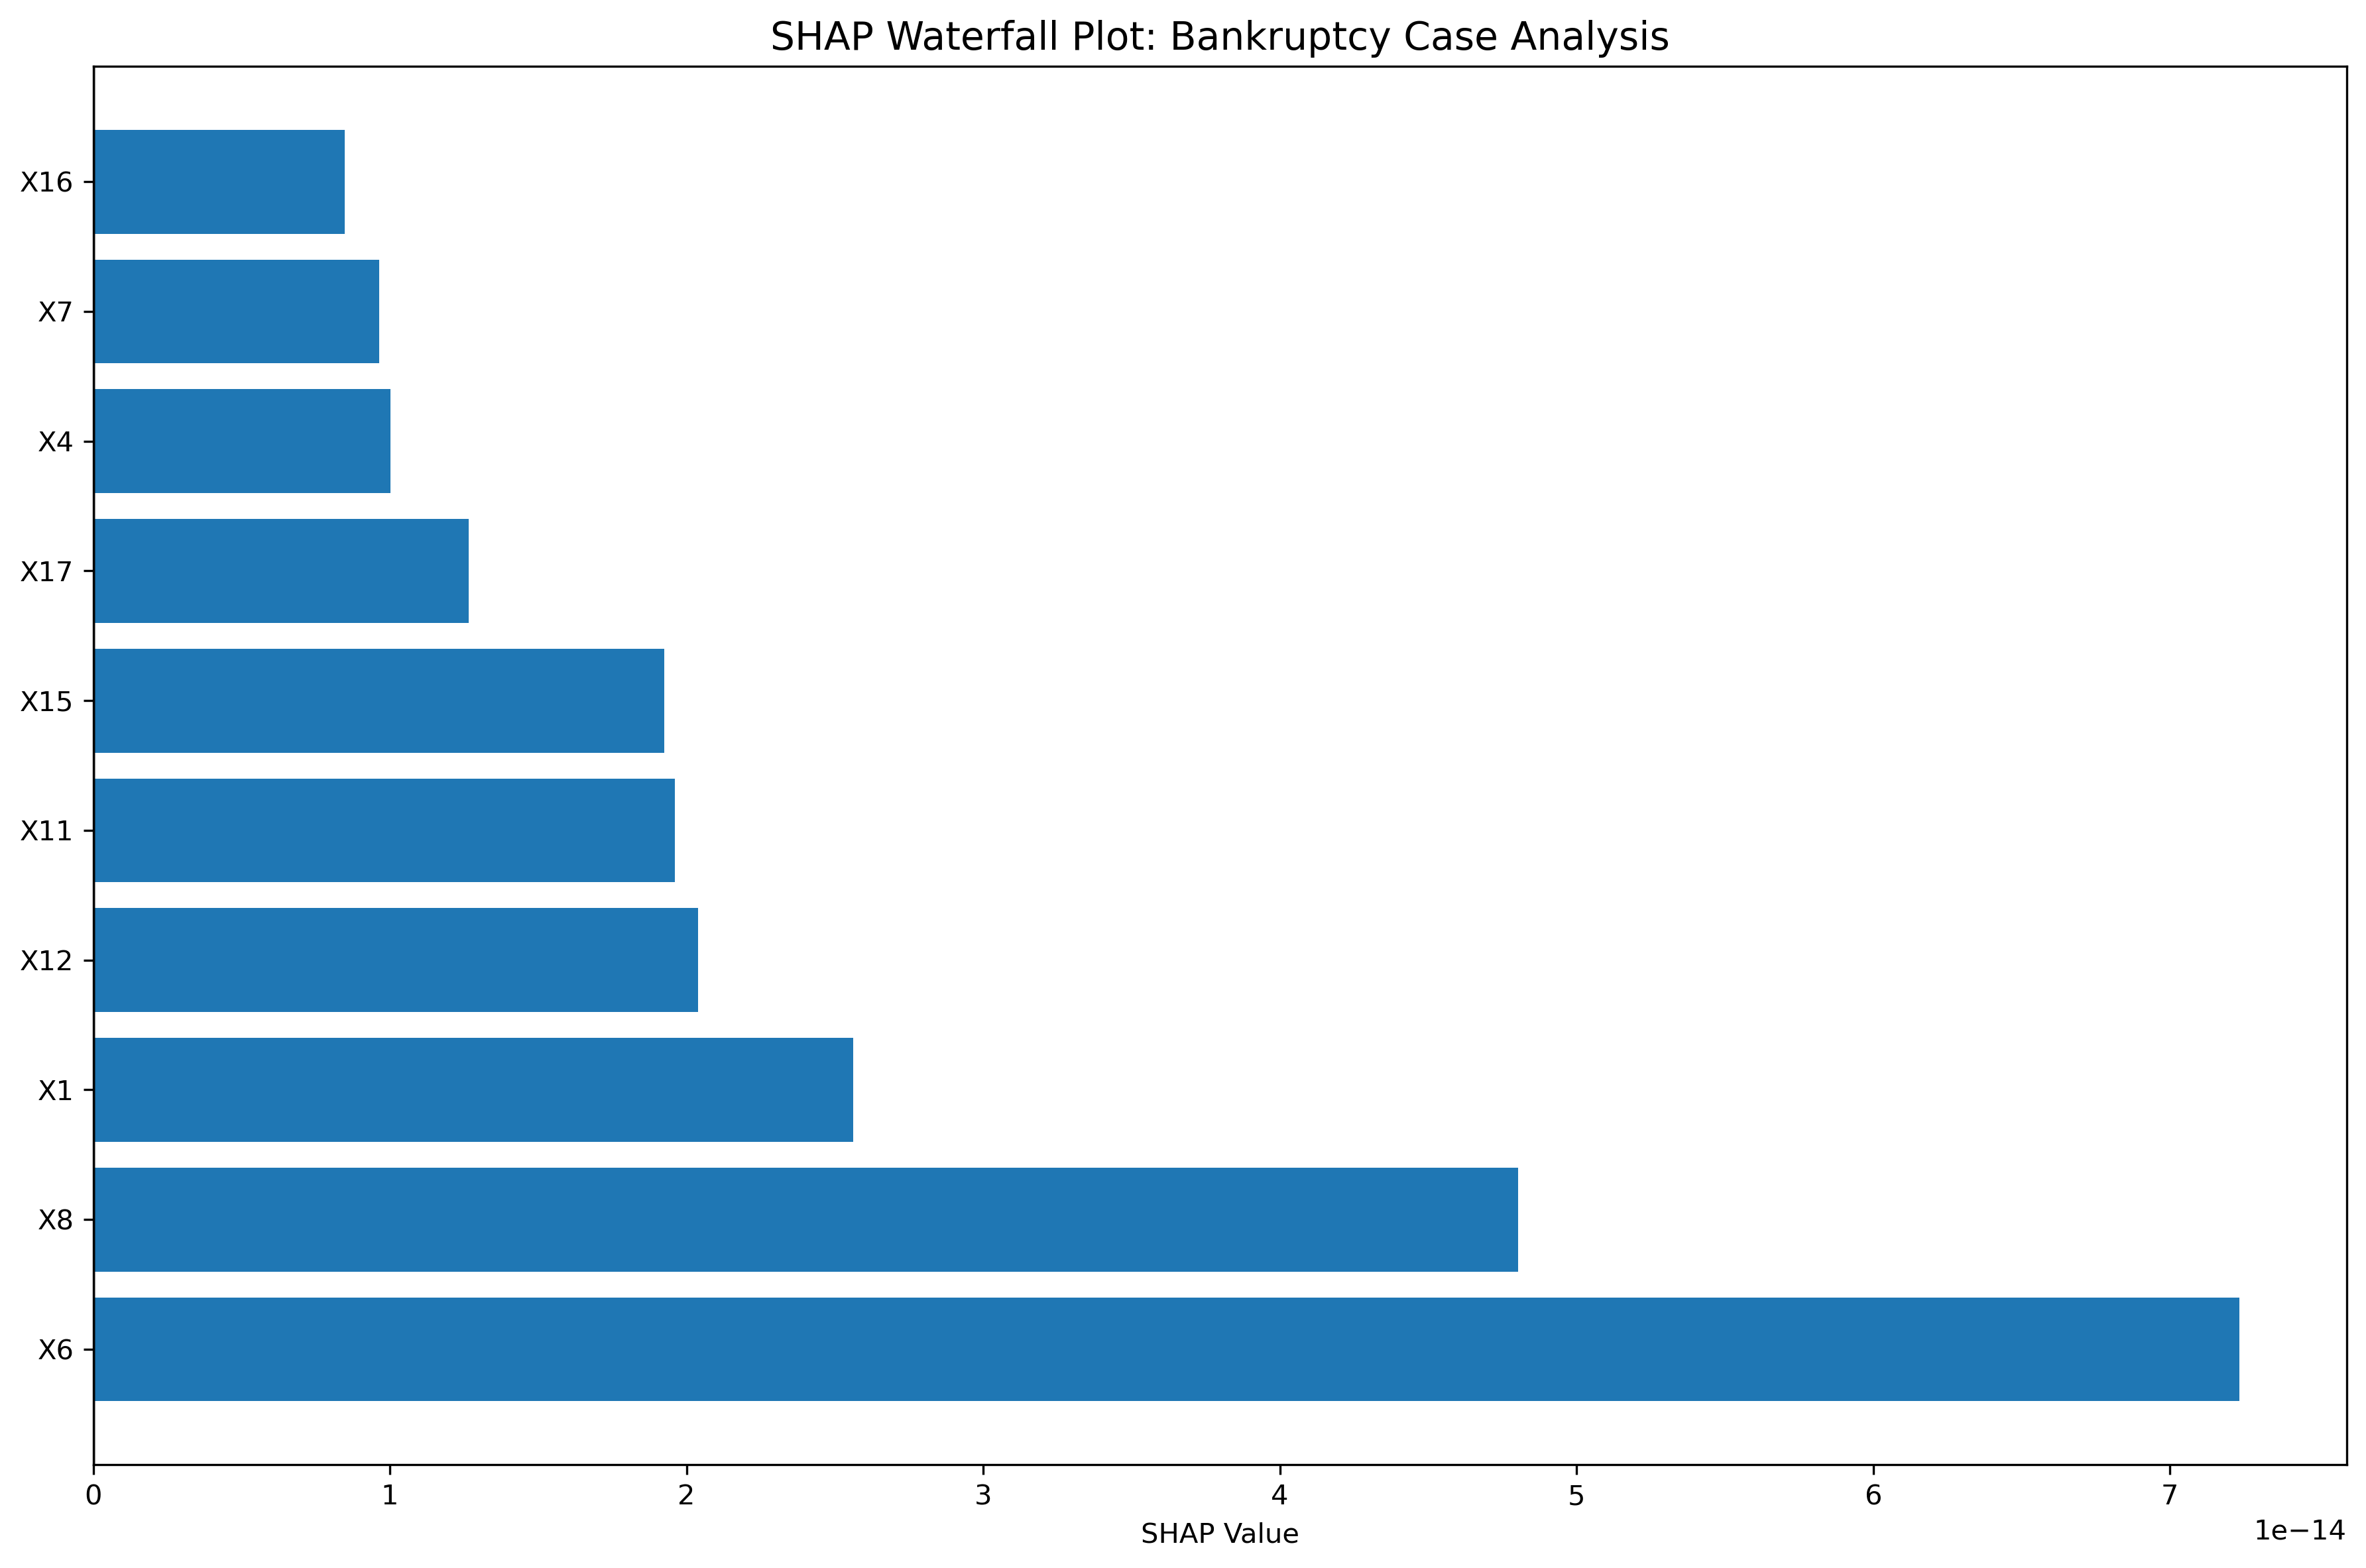 SHAP Waterfall Plot: Bankruptcy Case Analysis
X16
X7
X4
X17
X15
X11
X12
X1
X8
X6
0 1 2 3 4 5 6 7
SHAP Value
1e−14